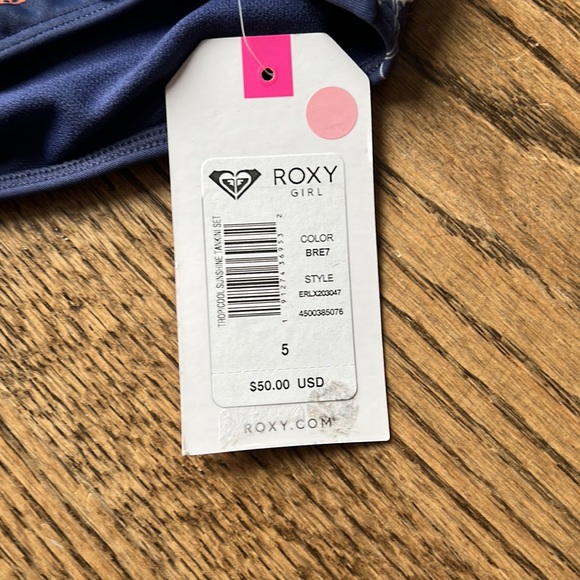 ROXY
GIRL
TROPICOOL SUNSHINE TANKINI SET
1 91274 36953 2
COLOR
BRE7
STYLE
ERLX203047
4500385076
5
$50.00 USD
ROXY.COM